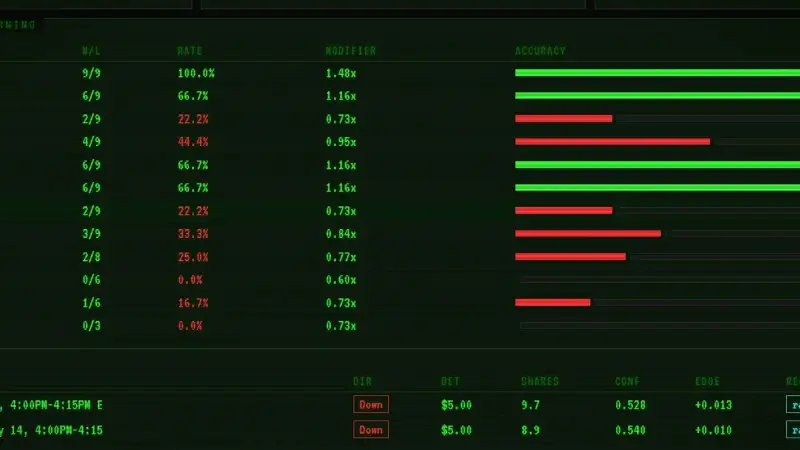 NING
W/L RATE MODIFIER ACCURACY
9/9 100.0% 1.48x
6/9 66.7% 1.16x
2/9 22.2% 0.73x
4/9 44.4% 0.95x
6/9 66.7% 1.16x
6/9 66.7% 1.16x
2/9 22.2% 0.73x
3/9 33.3% 0.84x
2/8 25.0% 0.77x
0/6 0.0% 0.60x
1/6 16.7% 0.73x
0/3 0.0% 0.73x
DIR BET SHARES CONF EDGE
, 4:00PM-4:15PM E Down $5.00 9.7 0.528 +0.013
y 14, 4:00PM-4:15 Down $5.00 8.9 0.540 +0.010